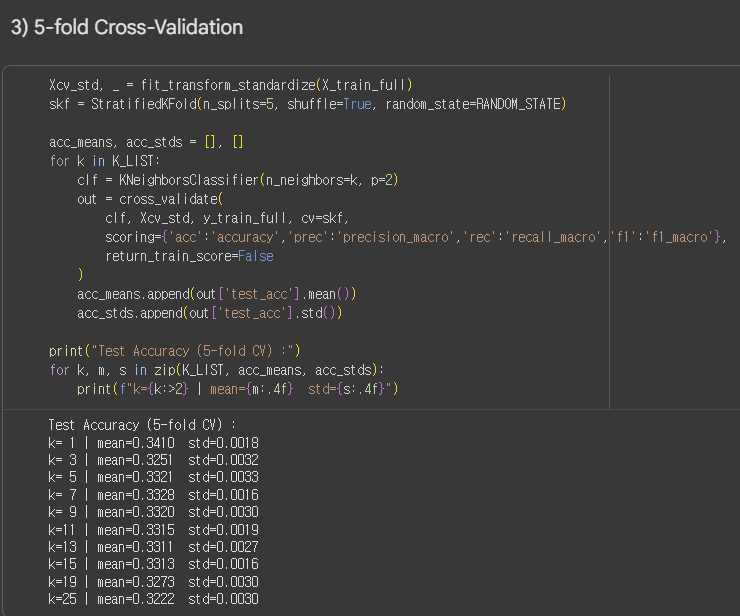 3) 5-fold Cross-Validation
Xcv_std, _ = fit_transform_standardize(X_train_full)
skf = StratifiedKFold(n_splits=5, shuffle=True, random_state=RANDOM_STATE)
acc_means, acc_stds = [], []
for k in K_LIST:
    clf = KNeighborsClassifier(n_neighbors=k, p=2)
    out = cross_validate(
        clf, Xcv_std, y_train_full, cv=skf,
        scoring={'acc':'accuracy','prec':'precision_macro','rec':'recall_macro','f1':'f1_macro'},
        return_train_score=False
    )
    acc_means.append(out['test_acc'].mean())
    acc_stds.append(out['test_acc'].std())
print("Test Accuracy (5-fold CV) :")
for k, m, s in zip(K_LIST, acc_means, acc_stds):
    print(f"k={k:>2} | mean={m:.4f}  std={s:.4f}")
Test Accuracy (5-fold CV) :
k= 1 | mean=0.3410  std=0.0018
k= 3 | mean=0.3251  std=0.0032
k= 5 | mean=0.3321  std=0.0033
k= 7 | mean=0.3328  std=0.0016
k= 9 | mean=0.3320  std=0.0030
k=11 | mean=0.3315  std=0.0019
k=13 | mean=0.3311  std=0.0027
k=15 | mean=0.3313  std=0.0016
k=19 | mean=0.3273  std=0.0030
k=25 | mean=0.3222  std=0.0030